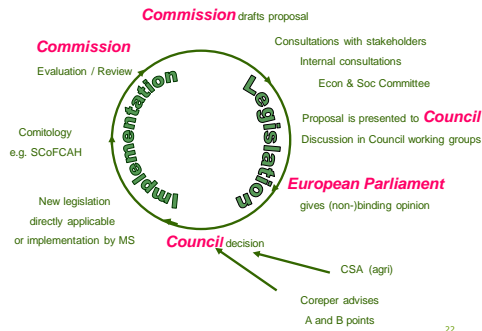 Commission drafts proposal
Consultations with stakeholders
Internal consultations
Econ & Soc Committee
Proposal is presented to Council
Discussion in Council working groups
European Parliament
gives (non-)binding opinion
Council decision
CSA (agri)
Coreper advises
A and B points
New legislation
directly applicable
or implementation by MS
Comitology
e.g. SCoFCAH
Commission
Evaluation / Review
Legislation
Implementation
22